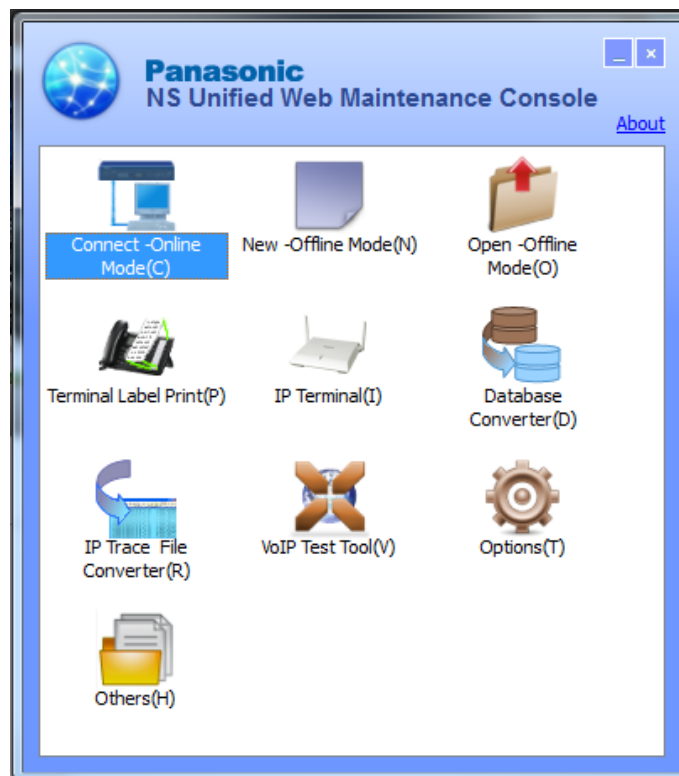 Panasonic
NS Unified Web Maintenance Console
About
Connect -Online
Mode(C)
New -Offline Mode(N)
Open -Offline
Mode(O)
Terminal Label Print(P)
IP Terminal(I)
Database
Converter(D)
IP Trace File
Converter(R)
VoIP Test Tool(V)
Options(T)
Others(H)